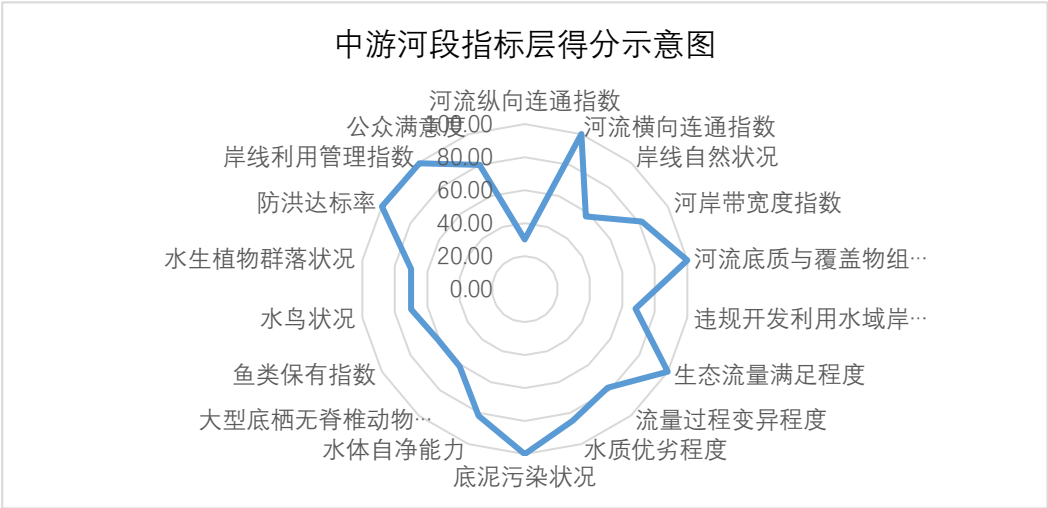 中游河段指标层得分示意图
河流纵向连通指数
河流横向连通指数
岸线自然状况
河岸带宽度指数
河流底质与覆盖物组…
违规开发利用水域岸…
生态流量满足程度
流量过程变异程度
水质优劣程度
底泥污染状况
水体自净能力
大型底栖无脊椎动物…
鱼类保有指数
水鸟状况
水生植物群落状况
防洪达标率
岸线利用管理指数
公众满意度
100.00
80.00
60.00
40.00
20.00
0.00